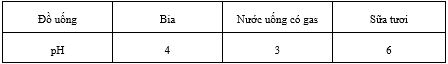 Đồ uống Bia Nước uống có gas Sữa tươi
pH 4 3 6